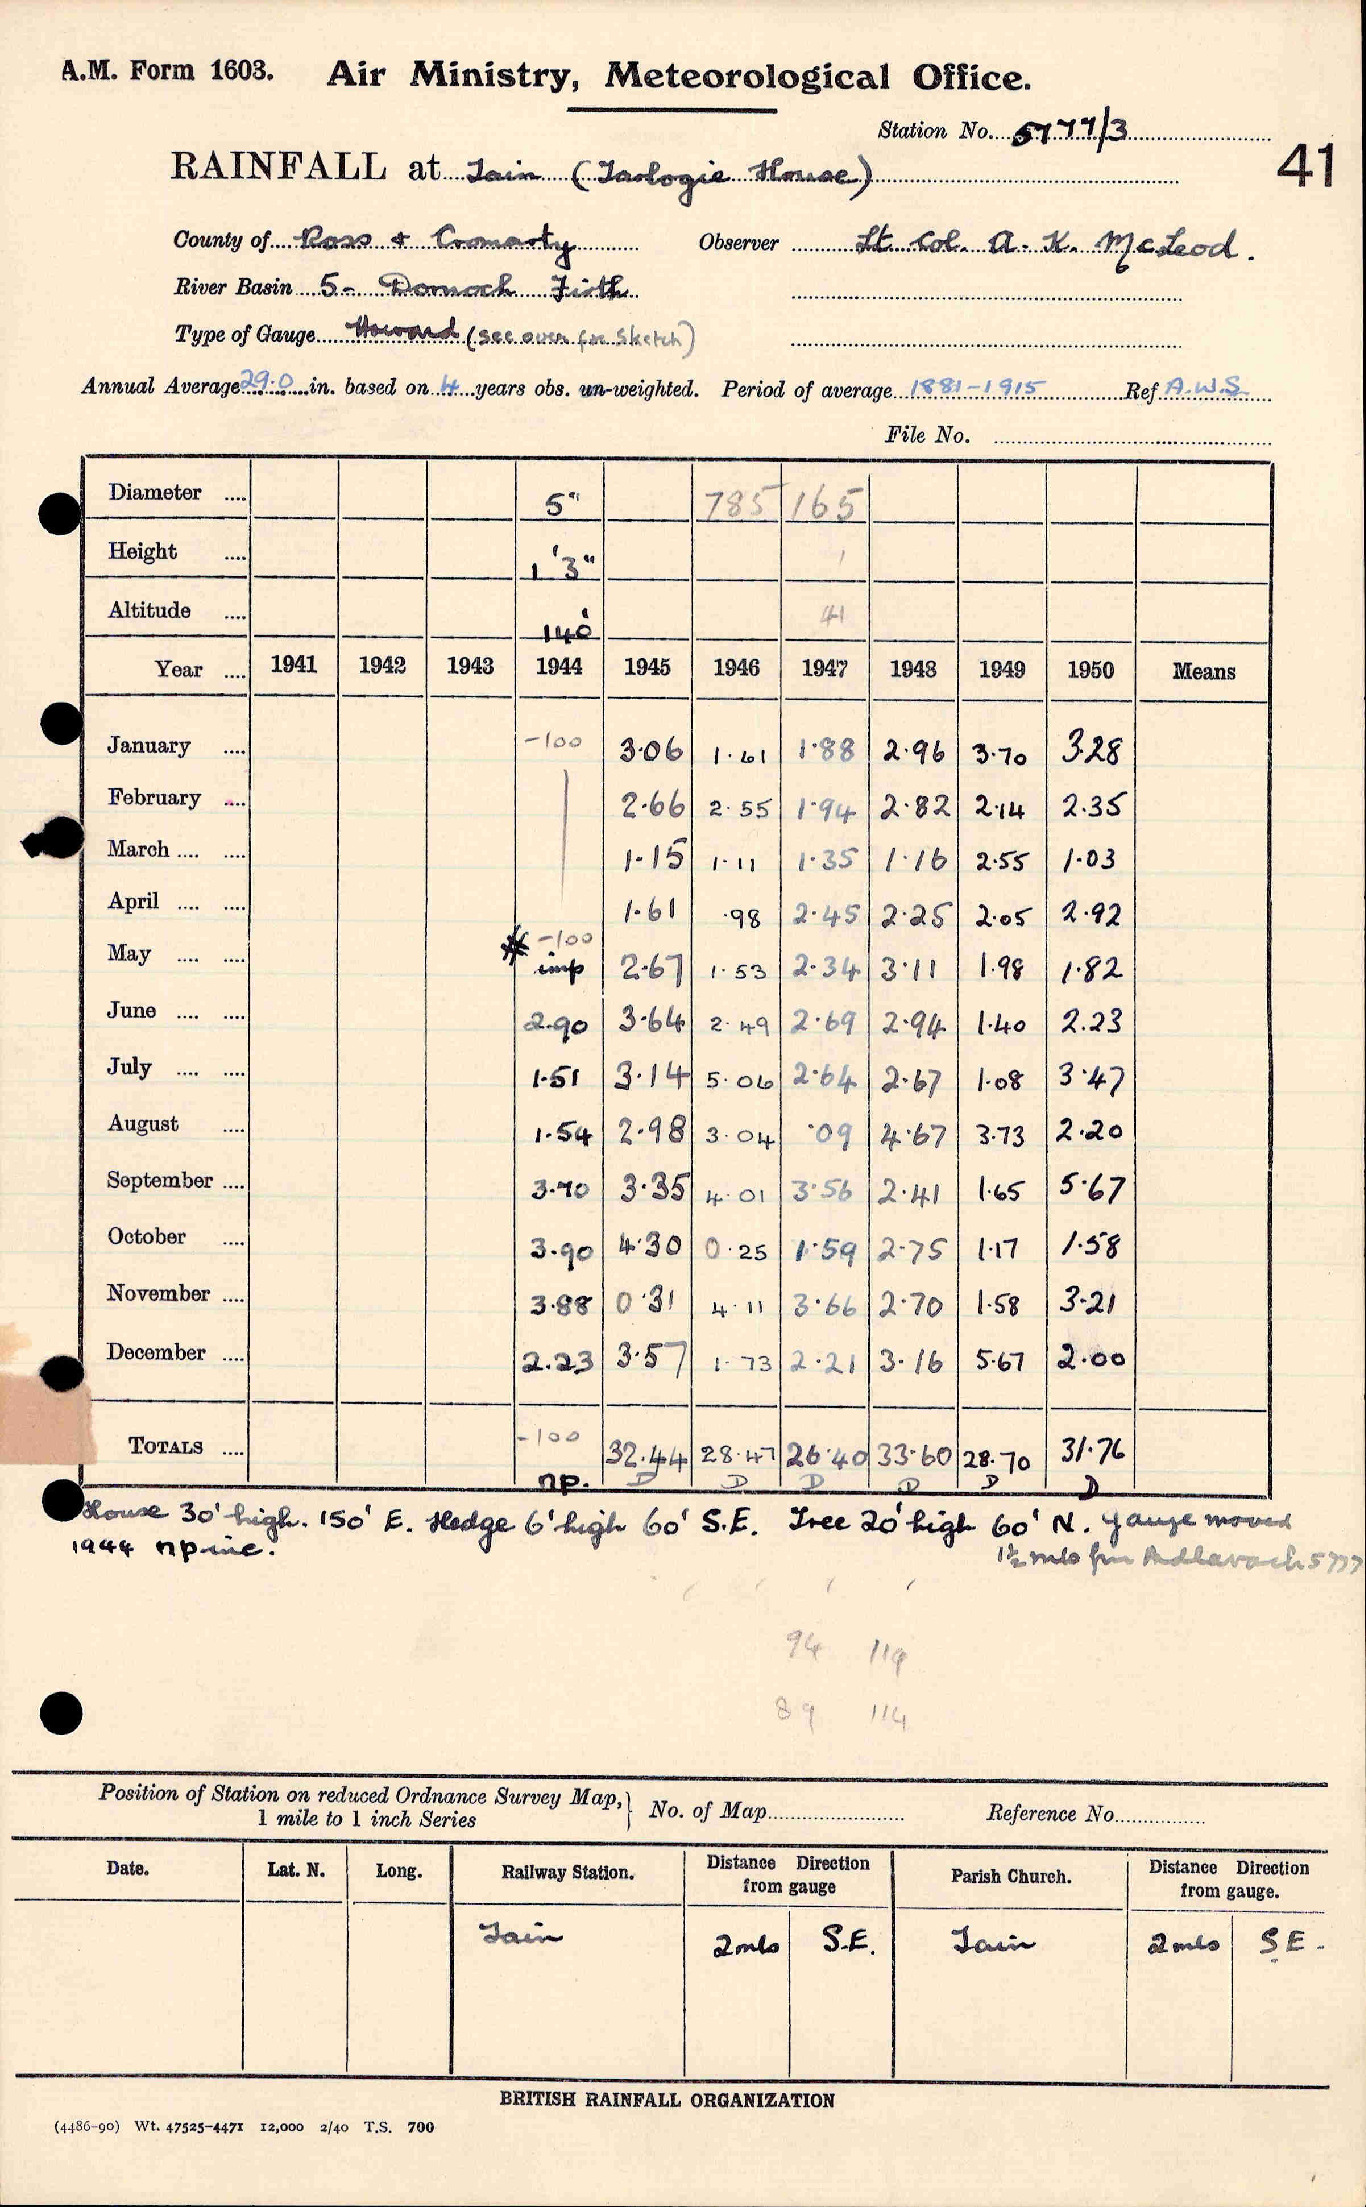 A.M. Form 1603. Air Ministry, Meteorological Office.
Station No. 5777/3
41
RAINFALL at Tain (Tarlogie House)
County of Ross & Cromarty Observer Lt Col. A. K. McLeod.
River Basin 5- Dornoch Firth
Type of Gauge Howard (see over for sketch)
Annual Average 29.0 in. based on 4 years obs. un-weighted. Period of average 1881-1915 Ref A.W.S.
File No.
Diameter .... 5" 785 165
Height .... 1'3"
Altitude .... 140' 41
Year .... 1941 1942 1943 1944 1945 1946 1947 1948 1949 1950 Means
January .... -100 3.06 1.61 1.88 2.96 3.70 3.28
February .... 2.66 2.55 1.94 2.82 2.14 2.35
March .... .... 1.15 1.11 1.35 1.16 2.55 1.03
April .... .... 1.61 .98 2.45 2.25 2.05 2.92
-100
May .... .... imp 2.67 1.53 2.34 3.11 1.98 1.82
June .... .... 2.90 3.64 2.49 2.69 2.94 1.40 2.23
July .... .... 1.51 3.14 5.06 2.64 2.67 1.08 3.47
August .... 1.54 2.98 3.04 .09 4.67 3.73 2.20
September .... 3.70 3.35 4.01 3.56 2.41 1.65 5.67
October .... 3.90 4.30 0.25 1.59 2.75 1.17 1.58
November .... 3.88 0.31 4.11 3.66 2.70 1.58 3.21
December .... 2.23 3.57 1.73 2.21 3.16 5.67 2.00
TOTALS .... -100 32.44 28.47 26.40 33.60 28.70 31.76
np. D D D D D D
House 30' high. 150' E. Hedge 6' high 60' S.E. Tree 20' high 60' N. gauge moved
1944 np inc. 1½ mls fm 5777
94 119
89 114
Position of Station on reduced Ordnance Survey Map, } No. of Map Reference No.
1 mile to 1 inch Series
Date. Lat. N. Long. Railway Station. Distance Direction from gauge Parish Church. Distance Direction from gauge.
Tain 2 mls S.E. Tain 2 mls S.E.
BRITISH RAINFALL ORGANIZATION
(4486-90) Wt. 47525-4471 12,000 2/40 T.S. 700